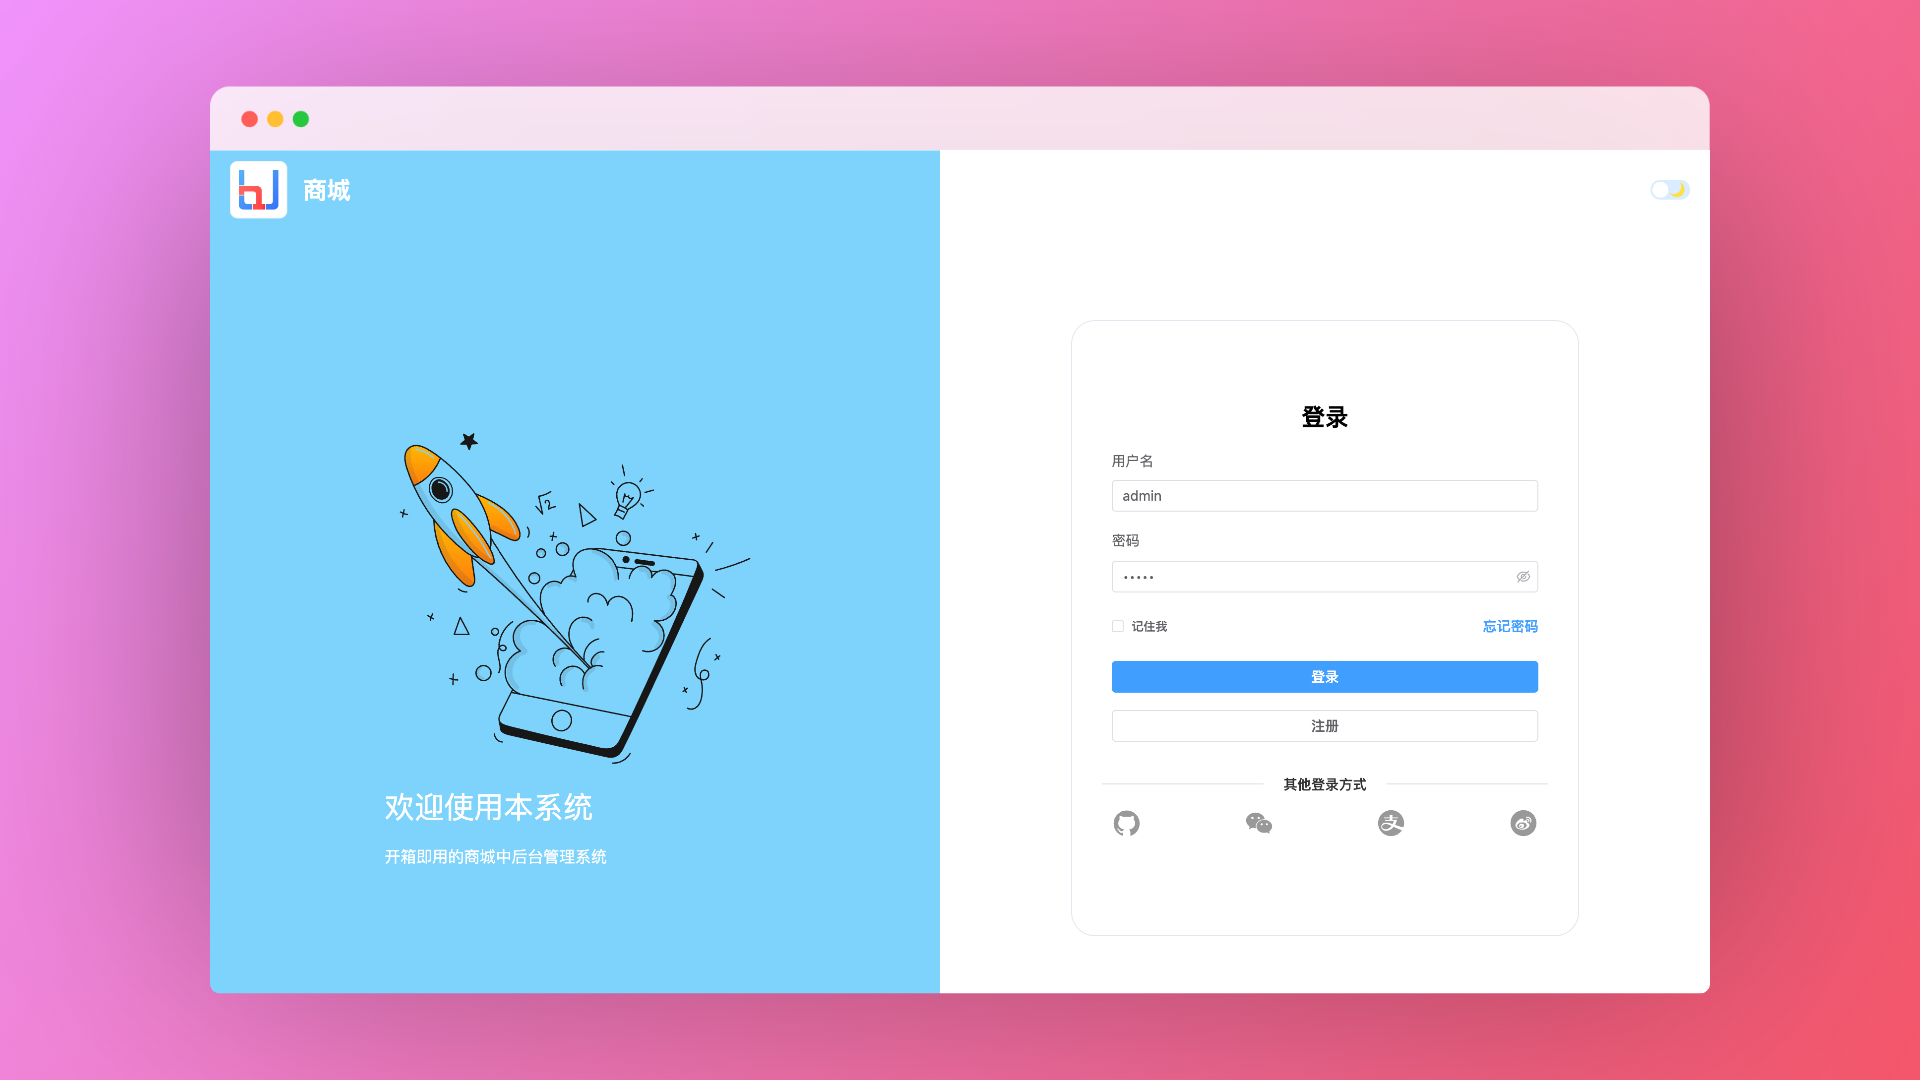 商城
登录
用户名
admin
密码
•••••
记住我 忘记密码
登录
注册
其他登录方式
支
√2
欢迎使用本系统
开箱即用的商城中后台管理系统